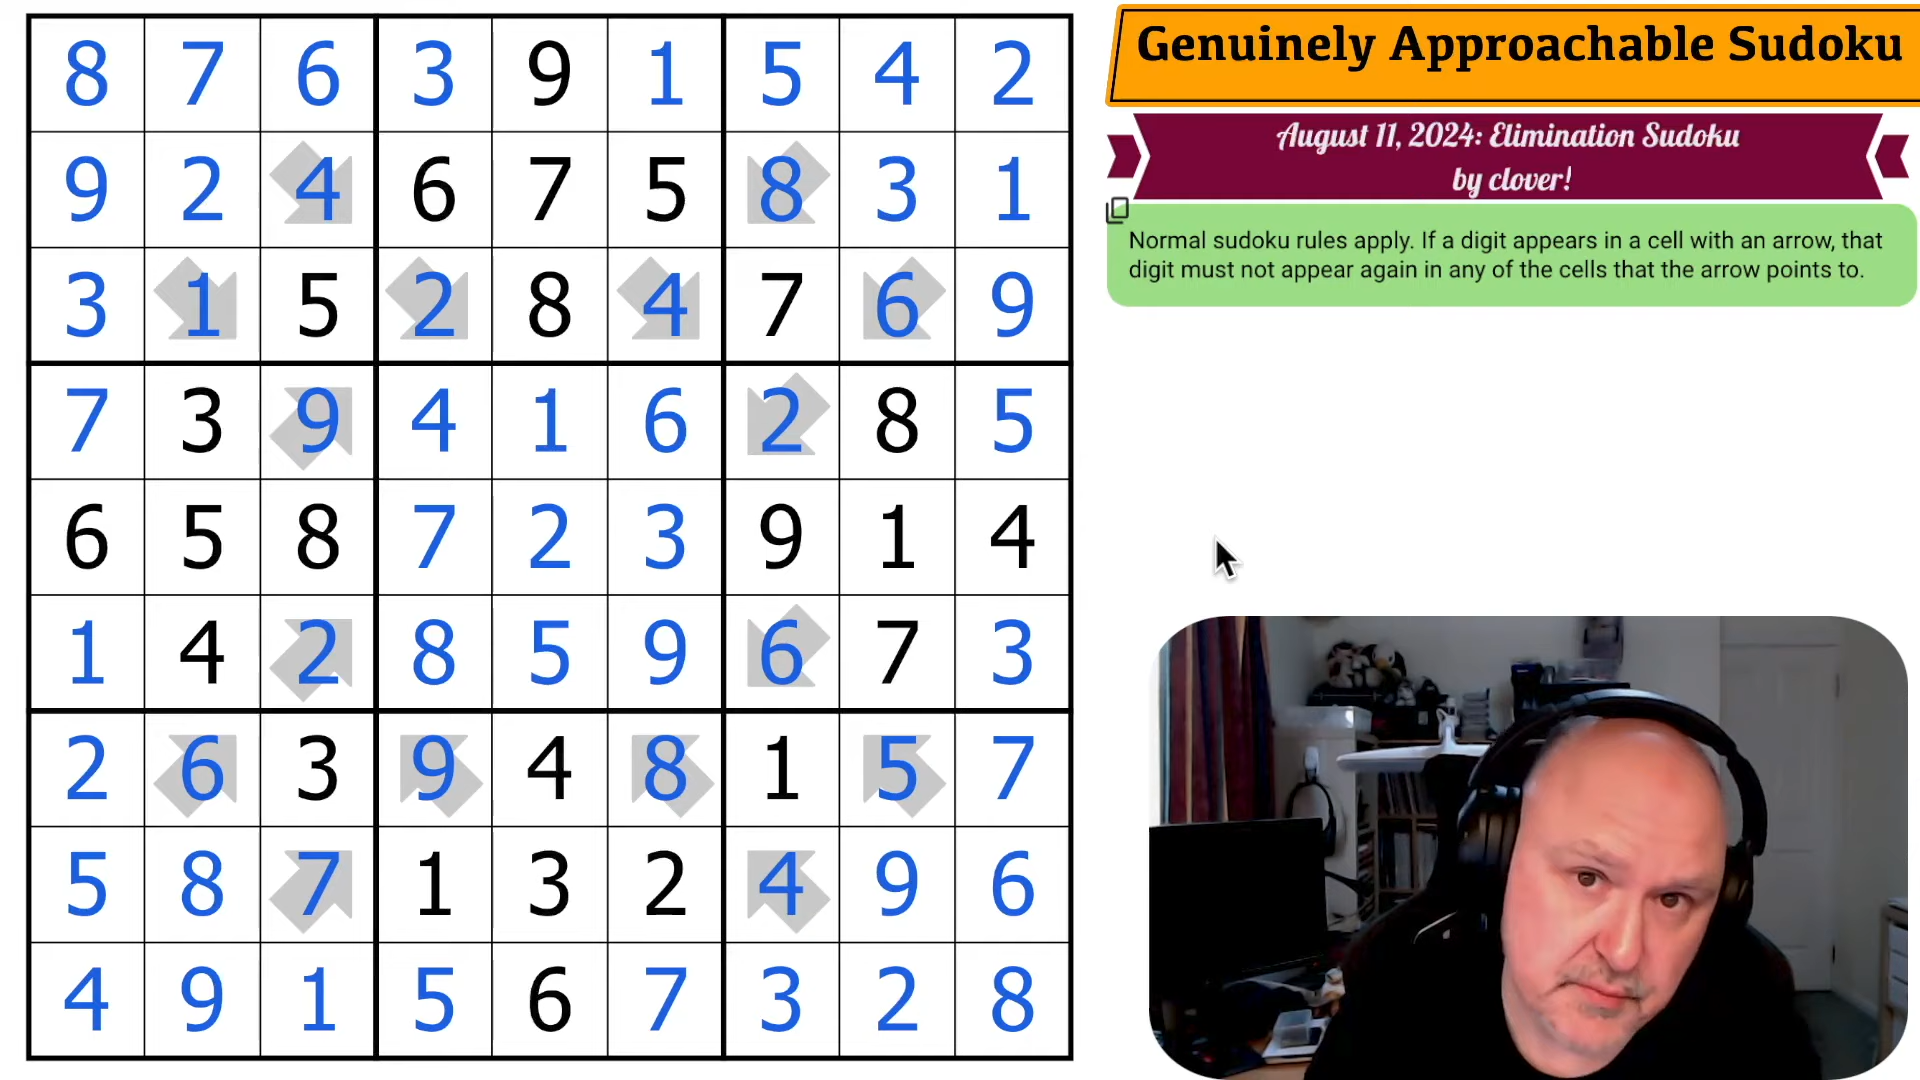 Genuinely Approachable Sudoku
August 11, 2024: Elimination Sudoku
by clover!
Normal sudoku rules apply. If a digit appears in a cell with an arrow, that
digit must not appear again in any of the cells that the arrow points to.
8 7 6 3 9 1 5 4 2
9 2 4 6 7 5 8 3 1
3 1 5 2 8 4 7 6 9
7 3 9 4 1 6 2 8 5
6 5 8 7 2 3 9 1 4
1 4 2 8 5 9 6 7 3
2 6 3 9 4 8 1 5 7
5 8 7 1 3 2 4 9 6
4 9 1 5 6 7 3 2 8